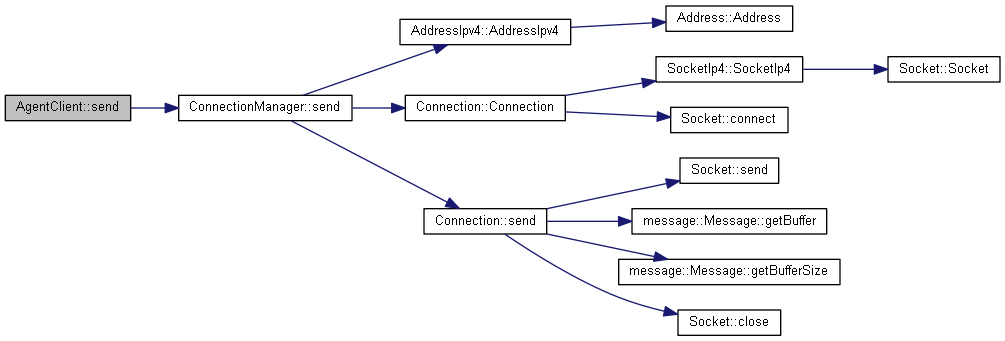 AgentClient::send
ConnectionManager::send
AddressIpv4::AddressIpv4
Address::Address
Connection::Connection
SocketIp4::SocketIp4
Socket::Socket
Socket::connect
Connection::send
Socket::send
message::Message::getBuffer
message::Message::getBufferSize
Socket::close